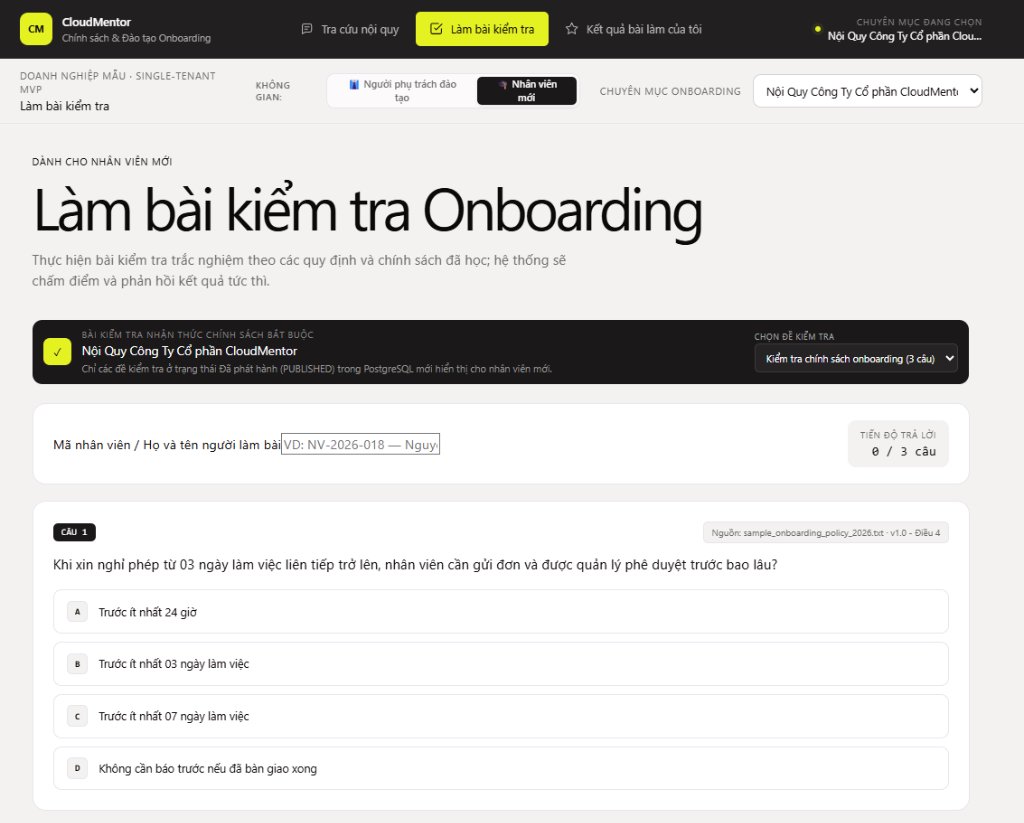 CM
CloudMentor
Chính sách & Đào tạo Onboarding
Tra cứu nội quy
Làm bài kiểm tra
Kết quả bài làm của tôi
CHUYÊN MỤC ĐANG CHỌN
Nội Quy Công Ty Cổ phần Clou...
DOANH NGHIỆP MẪU · SINGLE-TENANT
MVP
Làm bài kiểm tra
KHÔNG
GIAN:
Người phụ trách đào
tạo
Nhân viên
mới
CHUYÊN MỤC ONBOARDING
Nội Quy Công Ty Cổ phần CloudMento
DÀNH CHO NHÂN VIÊN MỚI
Làm bài kiểm tra Onboarding
Thực hiện bài kiểm tra trắc nghiệm theo các quy định và chính sách đã học; hệ thống sẽ
chấm điểm và phản hồi kết quả tức thì.
BÀI KIỂM TRA NHẬN THỨC CHÍNH SÁCH BẮT BUỘC
Nội Quy Công Ty Cổ phần CloudMentor
Chỉ các đề kiểm tra ở trạng thái Đã phát hành (PUBLISHED) trong PostgreSQL mới hiển thị cho nhân viên mới.
CHỌN ĐỀ KIỂM TRA
Kiểm tra chính sách onboarding (3 câu)
Mã nhân viên / Họ và tên người làm bài
VD: NV-2026-018 — Nguy
TIẾN ĐỘ TRẢ LỜI
0 / 3 câu
CÂU 1
Nguồn: sample_onboarding_policy_2026.txt · v1.0 - Điều 4
Khi xin nghỉ phép từ 03 ngày làm việc liên tiếp trở lên, nhân viên cần gửi đơn và được quản lý phê duyệt trước bao lâu?
A Trước ít nhất 24 giờ
B Trước ít nhất 03 ngày làm việc
C Trước ít nhất 07 ngày làm việc
D Không cần báo trước nếu đã bàn giao xong